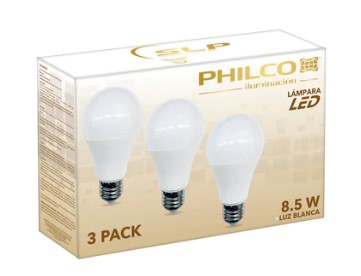 SLP
PHILCO
iluminación
LÁMPARA
LED
3 PACK
8.5 W
LUZ BLANCA